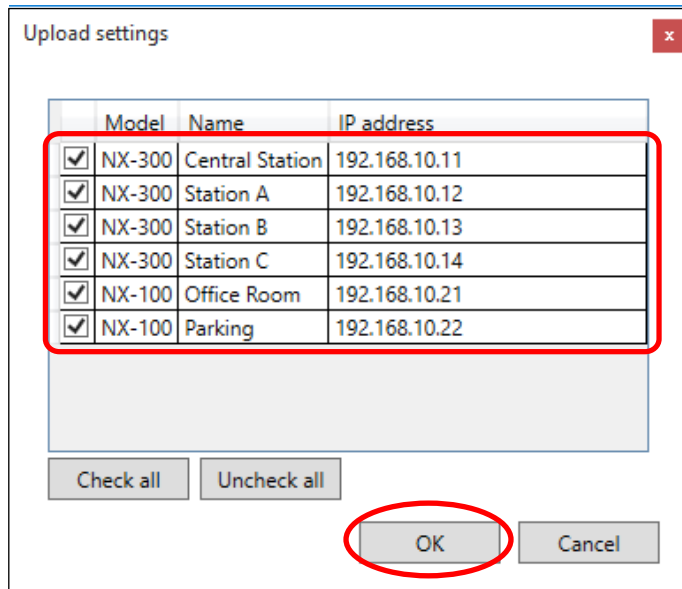 Upload settings
x
Model Name IP address
NX-300 Central Station 192.168.10.11
NX-300 Station A 192.168.10.12
NX-300 Station B 192.168.10.13
NX-300 Station C 192.168.10.14
NX-100 Office Room 192.168.10.21
NX-100 Parking 192.168.10.22
Check all Uncheck all
OK Cancel